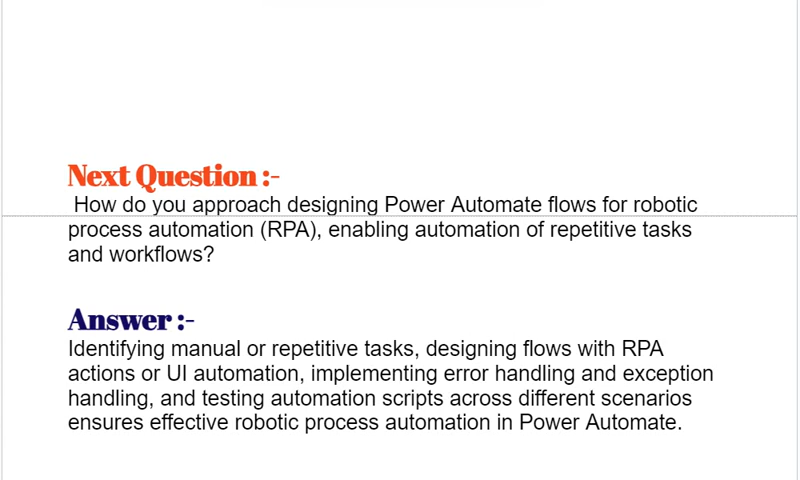 Next Question :-
How do you approach designing Power Automate flows for robotic
process automation (RPA), enabling automation of repetitive tasks
and workflows?
Answer :-
Identifying manual or repetitive tasks, designing flows with RPA
actions or UI automation, implementing error handling and exception
handling, and testing automation scripts across different scenarios
ensures effective robotic process automation in Power Automate.